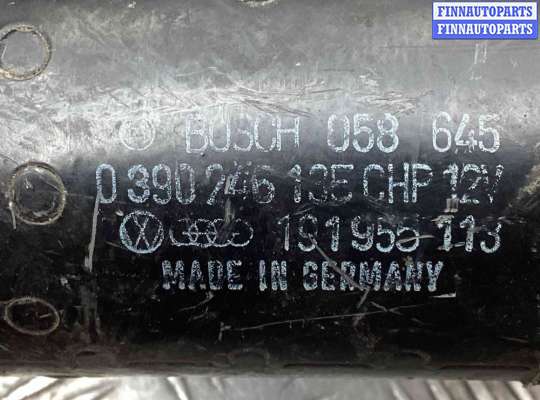 FINNAUTOPARTS
FINNAUTOPARTS
BOSCH 058 645
0 390 246 135 CHP 12V
191 955 113
MADE IN GERMANY